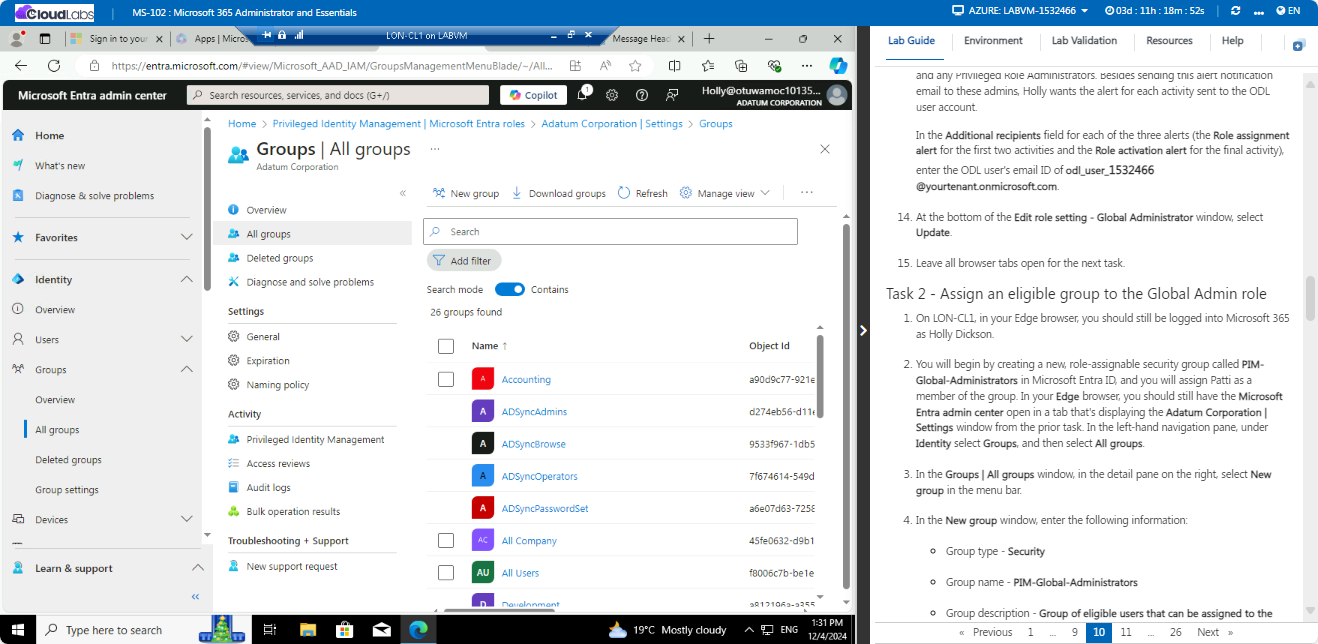 CloudLabs
MS-102 : Microsoft 365 Administrator and Essentials
AZURE: LABVM-1532466
03d : 11h : 18m : 52s
EN
Sign in to your
Apps | Micros
LON-CL1 on LABVM
Message Head
https://entra.microsoft.com/#view/Microsoft_AAD_IAM/GroupsManagementMenuBlade/~/All...
Microsoft Entra admin center
Search resources, services, and docs (G+/)
Copilot
1
Holly@otuwamoc10135...
ADATUM CORPORATION
Home
What's new
Diagnose & solve problems
Favorites
Identity
Overview
Users
Groups
Overview
All groups
Deleted groups
Group settings
Devices
Learn & support
Home > Privileged Identity Management | Microsoft Entra roles > Adatum Corporation | Settings > Groups
Groups | All groups
Adatum Corporation
Overview
All groups
Deleted groups
Diagnose and solve problems
Settings
General
Expiration
Naming policy
Activity
Privileged Identity Management
Access reviews
Audit logs
Bulk operation results
Troubleshooting + Support
New support request
New group
Download groups
Refresh
Manage view
Search
Add filter
Search mode
Contains
26 groups found
Name ↑
Object Id
A Accounting a90d9c77-921e
A ADSyncAdmins d274eb56-d11e
A ADSyncBrowse 9533f967-1db5
A ADSyncOperators 7f674614-549d
A ADSyncPasswordSet a6e07d63-7258
AC All Company 45fe0632-d9b1
AU All Users f8006c7b-be1e
D Development a812196a-a355
Type here to search
19°C Mostly cloudy
ENG
1:31 PM
12/4/2024
Lab Guide
Environment
Lab Validation
Resources
Help
and any Privileged Role Administrators. Besides sending this alert notification
email to these admins, Holly wants the alert for each activity sent to the ODL
user account.
In the Additional recipients field for each of the three alerts (the Role assignment
alert for the first two activities and the Role activation alert for the final activity),
enter the ODL user's email ID of odl_user_1532466
@yourtenant.onmicrosoft.com.
14. At the bottom of the Edit role setting - Global Administrator window, select
Update.
15. Leave all browser tabs open for the next task.
Task 2 - Assign an eligible group to the Global Admin role
1. On LON-CL1, in your Edge browser, you should still be logged into Microsoft 365
as Holly Dickson.
2. You will begin by creating a new, role-assignable security group called PIM-
Global-Administrators in Microsoft Entra ID, and you will assign Patti as a
member of the group. In your Edge browser, you should still have the Microsoft
Entra admin center open in a tab that's displaying the Adatum Corporation |
Settings window from the prior task. In the left-hand navigation pane, under
Identity select Groups, and then select All groups.
3. In the Groups | All groups window, in the detail pane on the right, select New
group in the menu bar.
4. In the New group window, enter the following information:
Group type - Security
Group name - PIM-Global-Administrators
Group description - Group of eligible users that can be assigned to the
« Previous 1 ... 9 10 11 ... 26 Next »